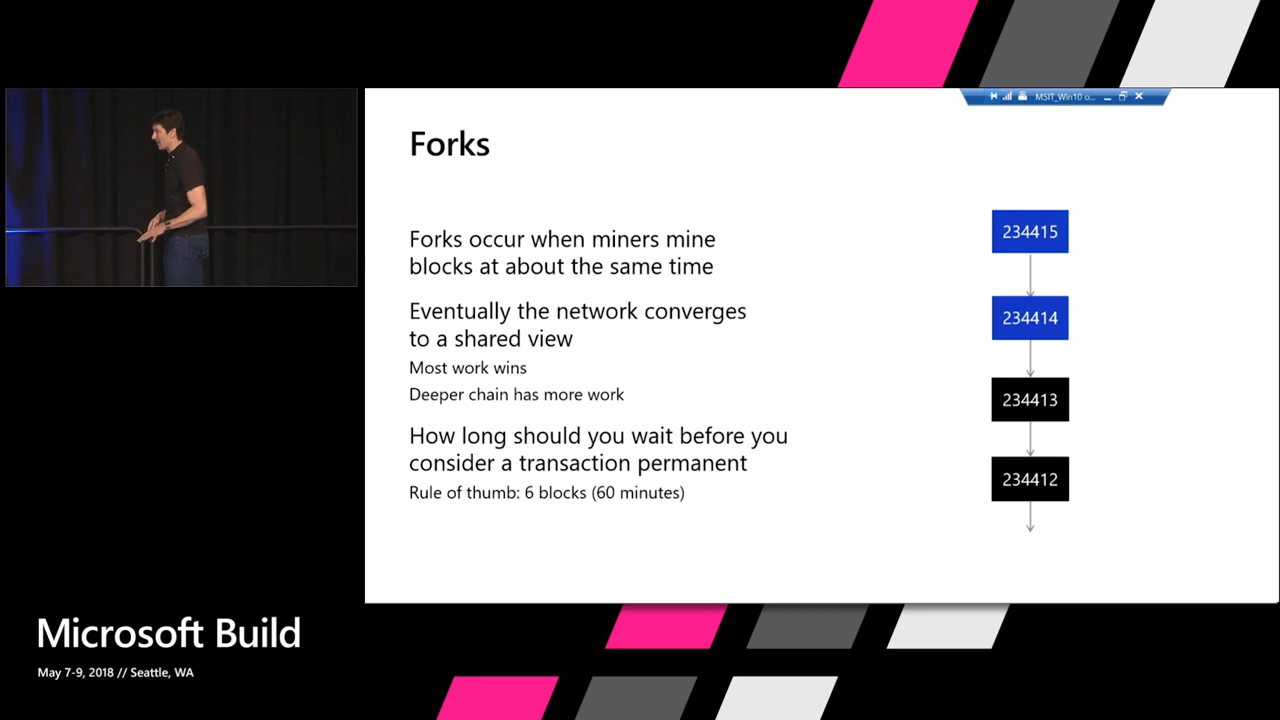 MSIT_Win10 o...
Forks
Forks occur when miners mine
blocks at about the same time
Eventually the network converges
to a shared view
Most work wins
Deeper chain has more work
How long should you wait before you
consider a transaction permanent
Rule of thumb: 6 blocks (60 minutes)
234415
234414
234413
234412
Microsoft Build
May 7-9, 2018 // Seattle, WA